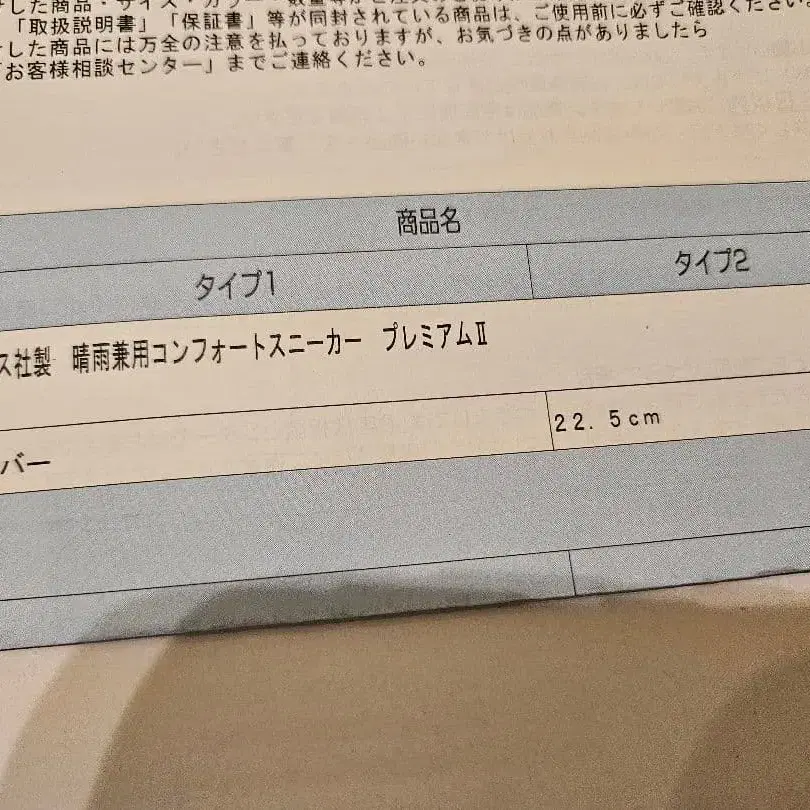 した商品・サイズ・カラー・数量等が
「取扱説明書」「保証書」等が同封されている商品は、ご使用前に必ずご確認ください。
した商品には万全の注意を払っておりますが、お気づきの点がありましたら
「お客様相談センター」までご連絡ください。
商品名
タイプ1 タイプ2
ス社製 晴雨兼用コンフォートスニーカー プレミアムⅡ
バー 22.5cm